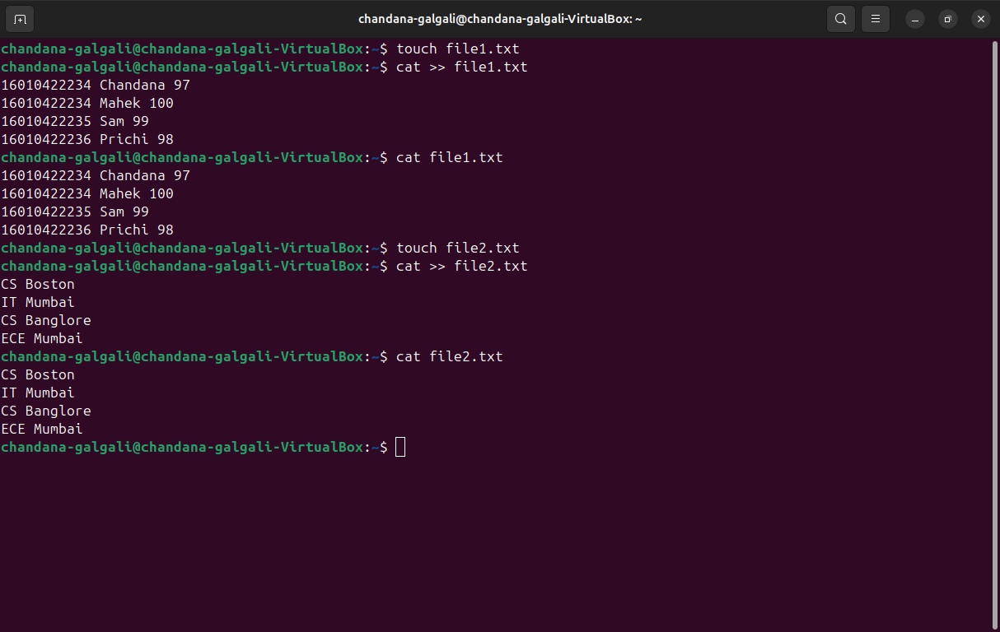 chandana-galgali@chandana-galgali-VirtualBox: ~
chandana-galgali@chandana-galgali-VirtualBox:~$ touch file1.txt
chandana-galgali@chandana-galgali-VirtualBox:~$ cat >> file1.txt
16010422234 Chandana 97
16010422234 Mahek 100
16010422235 Sam 99
16010422236 Prichi 98
chandana-galgali@chandana-galgali-VirtualBox:~$ cat file1.txt
16010422234 Chandana 97
16010422234 Mahek 100
16010422235 Sam 99
16010422236 Prichi 98
chandana-galgali@chandana-galgali-VirtualBox:~$ touch file2.txt
chandana-galgali@chandana-galgali-VirtualBox:~$ cat >> file2.txt
CS Boston
IT Mumbai
CS Banglore
ECE Mumbai
chandana-galgali@chandana-galgali-VirtualBox:~$ cat file2.txt
CS Boston
IT Mumbai
CS Banglore
ECE Mumbai
chandana-galgali@chandana-galgali-VirtualBox:~$